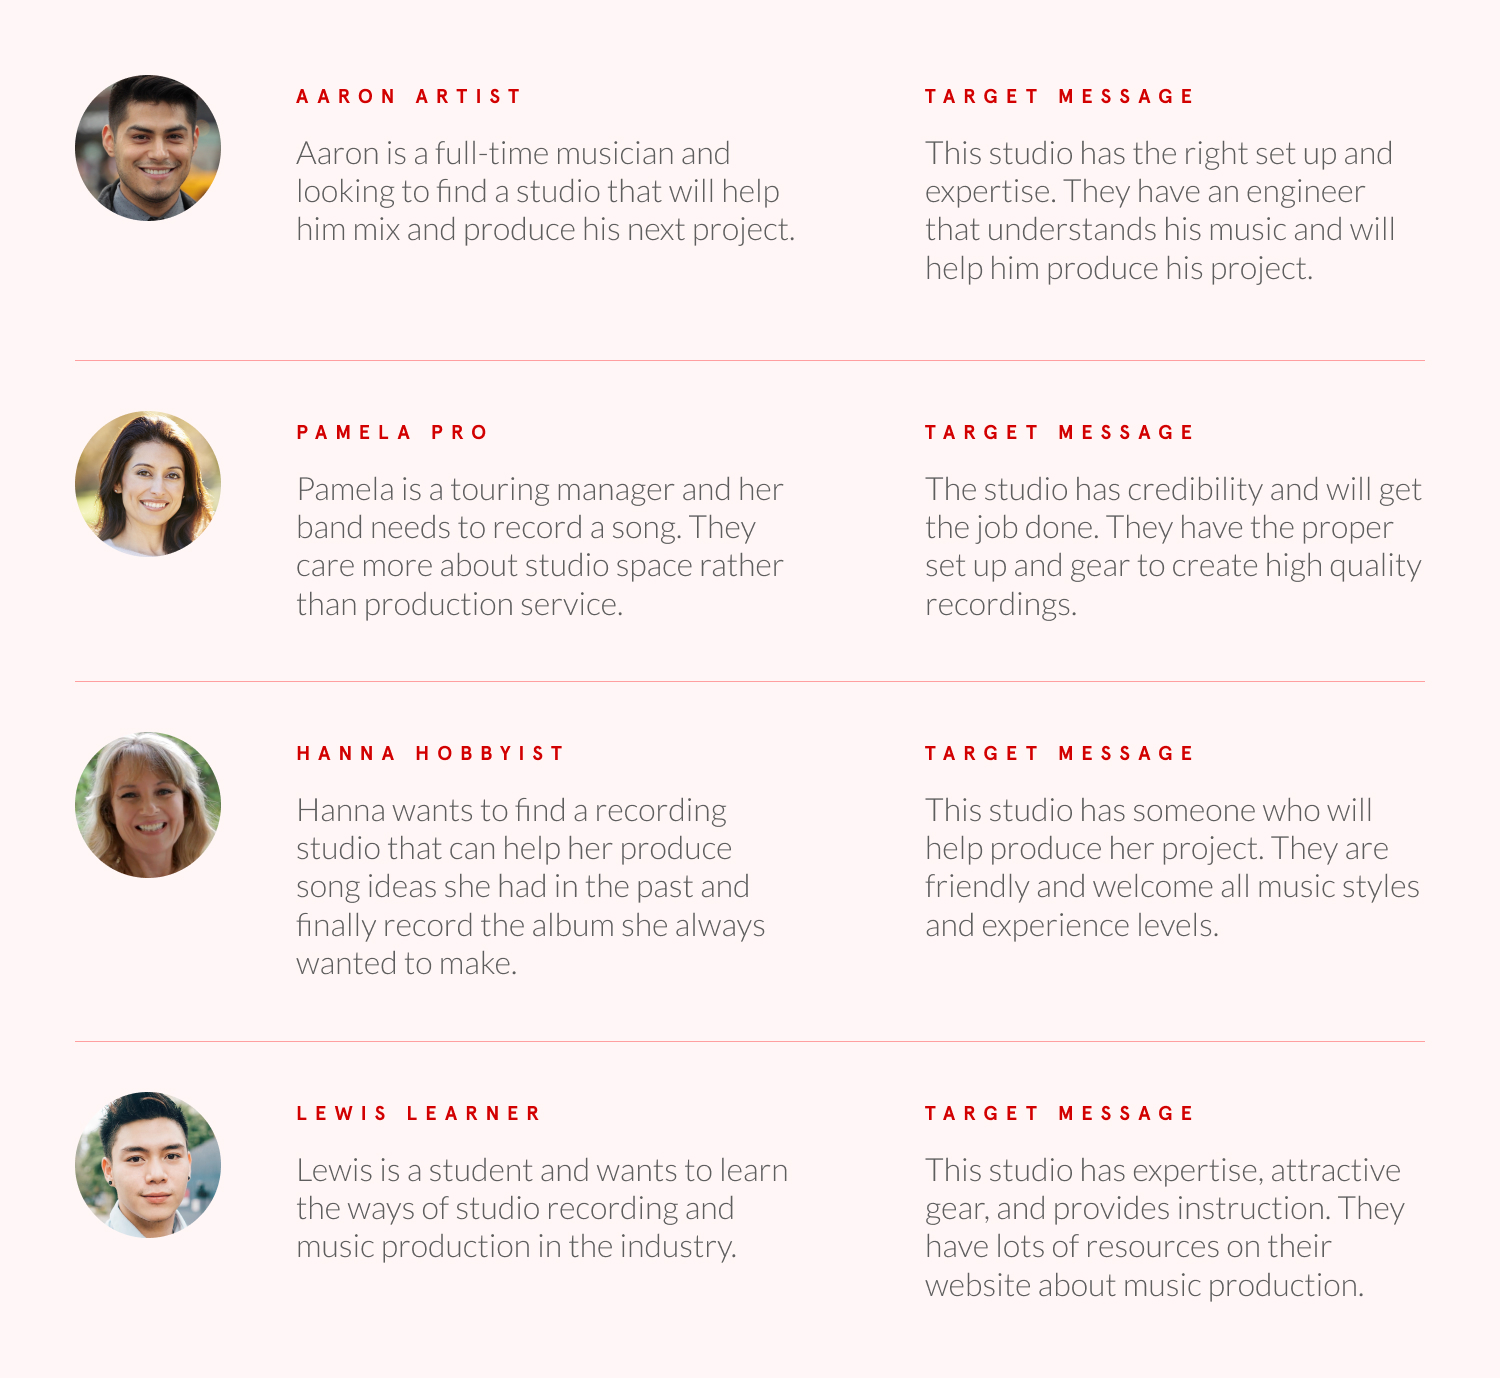 AARON ARTIST
Aaron is a full-time musician and
looking to find a studio that will help
him mix and produce his next project.
TARGET MESSAGE
This studio has the right set up and
expertise. They have an engineer
that understands his music and will
help him produce his project.
PAMELA PRO
Pamela is a touring manager and her
band needs to record a song. They
care more about studio space rather
than production service.
TARGET MESSAGE
The studio has credibility and will get
the job done. They have the proper
set up and gear to create high quality
recordings.
HANNA HOBBYIST
Hanna wants to find a recording
studio that can help her produce
song ideas she had in the past and
finally record the album she always
wanted to make.
TARGET MESSAGE
This studio has someone who will
help produce her project. They are
friendly and welcome all music styles
and experience levels.
LEWIS LEARNER
Lewis is a student and wants to learn
the ways of studio recording and
music production in the industry.
TARGET MESSAGE
This studio has expertise, attractive
gear, and provides instruction. They
have lots of resources on their
website about music production.